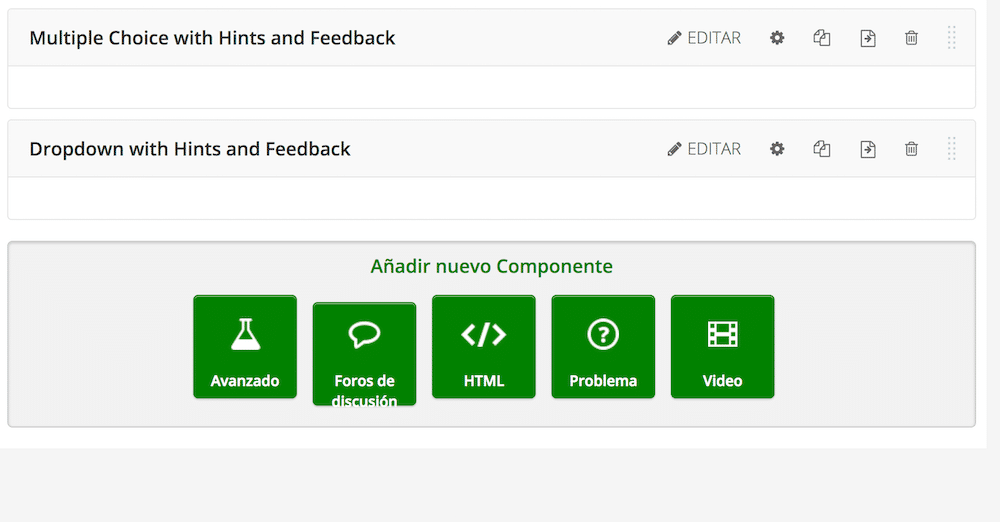 Multiple Choice with Hints and Feedback
EDITAR
Dropdown with Hints and Feedback
EDITAR
Añadir nuevo Componente
Avanzado
Foros de
discusión
HTML
Problema
Video